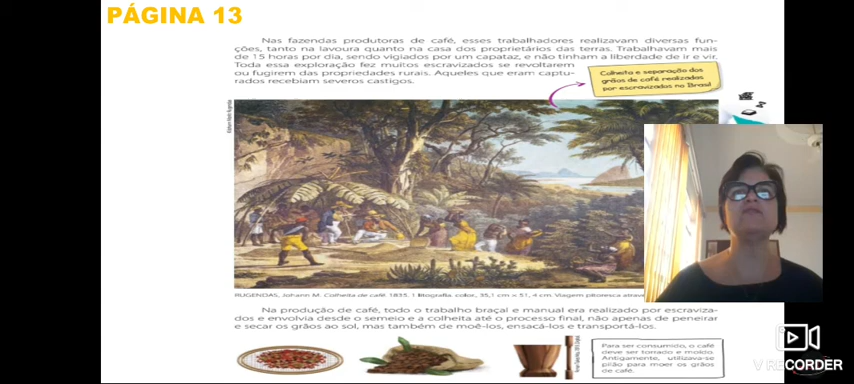 PÁGINA 13
Nas fazendas produtoras de café, esses trabalhadores realizavam diversas fun-
ções, tanto na lavoura quanto na casa dos proprietários das terras. Trabalhavam mais
de 15 horas por dia, sendo vigiados por um capataz, e não tinham a liberdade de ir e vir.
Toda essa exploração fez muitos escravizados se revoltarem
ou fugirem das propriedades rurais. Aqueles que eram captu-
rados recebiam severos castigos.
Colheita e separação dos
grãos de café realizadas
por escravizados no Brasil
RUGENDAS, Johann M. Colheita de café. 1835. 1 litografia: color., 35,1 cm × 51, 4 cm. Viagem pitoresca atrav
Na produção de café, todo o trabalho braçal e manual era realizado por escraviza-
dos e envolvia desde o semeio e a colheita até o processo final, não apenas de peneirar
e secar os grãos ao sol, mas também de moê-los, ensacá-los e transportá-los.
Para ser consumido, o café
deve ser torrado e moído.
Antigamente, utilizava-se
pilão para moer os grãos
de café.
V RECORDER